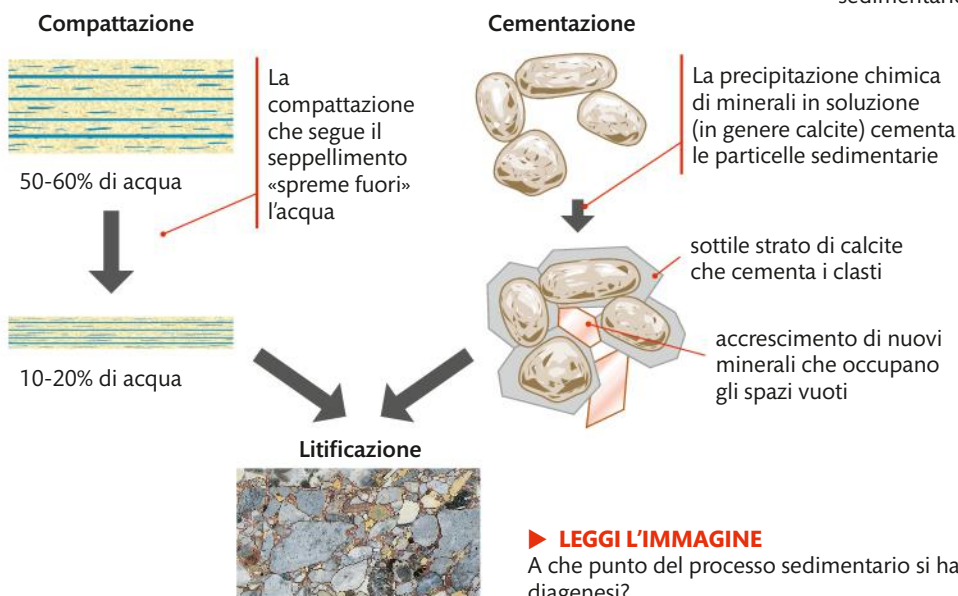 sedimentario
Compattazione
La
compattazione
che segue il
seppellimento
«spreme fuori»
l'acqua
50-60% di acqua
10-20% di acqua
Cementazione
La precipitazione chimica
di minerali in soluzione
(in genere calcite) cementa
le particelle sedimentarie
sottile strato di calcite
che cementa i clasti
accrescimento di nuovi
minerali che occupano
gli spazi vuoti
Litificazione
▶ LEGGI L'IMMAGINE
A che punto del processo sedimentario si ha
diagenesi?